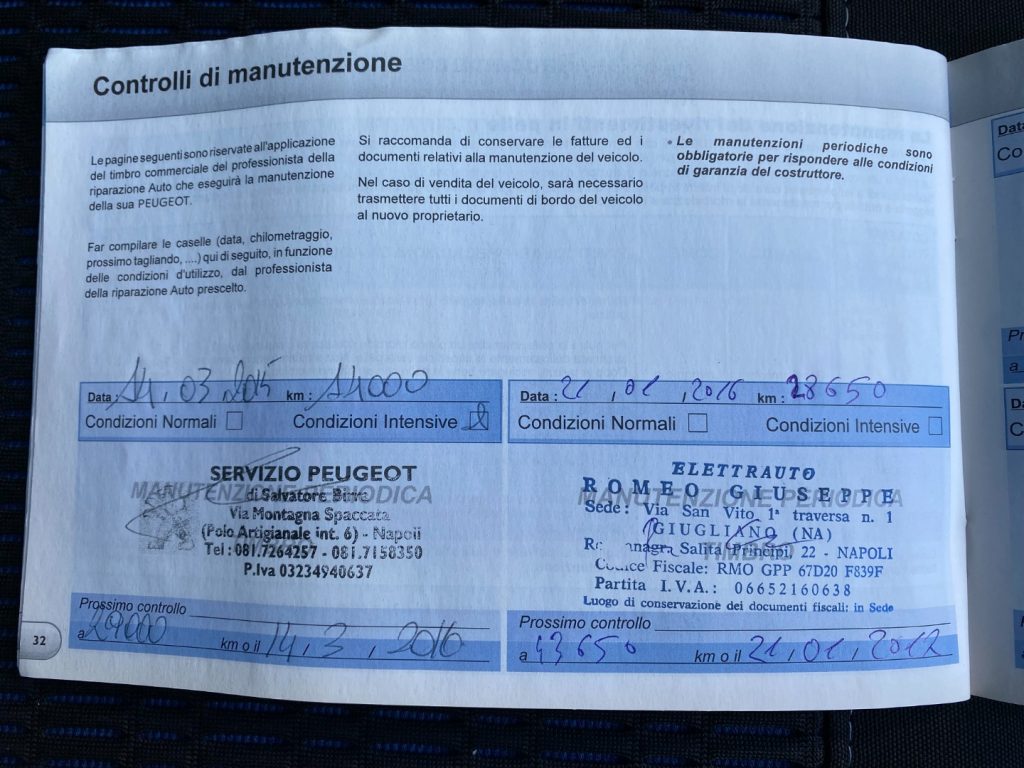 Controlli di manutenzione
Le pagine seguenti sono riservate all'applicazione
del timbro commerciale del professionista della
riparazione Auto che eseguirà la manutenzione
della sua PEUGEOT.
Far compilare le caselle (data, chilometraggio,
prossimo tagliando, ....) qui di seguito, in funzione
delle condizioni d'utilizzo, dal professionista
della riparazione Auto prescelto.
Si raccomanda di conservare le fatture ed i
documenti relativi alla manutenzione del veicolo.
Nel caso di vendita del veicolo, sarà necessario
trasmettere tutti i documenti di bordo del veicolo
al nuovo proprietario.
• Le manutenzioni periodiche sono
obbligatorie per rispondere alle condizioni
di garanzia del costruttore.
Data : 14, 03 2015 km : 14000
Condizioni Normali Condizioni Intensive
MANUTENZIONE PERIODICA
SERVIZIO PEUGEOT
di Salvatore
Via Montagna Spaccata
(Polo Artigianale int. 6) - Napoli
Tel : 081.7264257 - 081.7158350
P.Iva 03234940637
Prossimo controllo
a 29000 km o il 14, 3, 2016
Data : 21, 01, 2016 km : 28650
Condizioni Normali Condizioni Intensive
MANUTENZIONE PERIODICA
TIMBRO
ELETTRAUTO
ROMEO GIUSEPPE
Sede: Via San Vito 1ª traversa n. 1
GIUGLIANO (NA)
Salita Principi, 22 - NAPOLI
Codice Fiscale: RMO GPP 67D20 F839F
Partita I.V.A.: 06652160638
Luogo di conservazione dei documenti fiscali: in Sede
Prossimo controllo
a 43650 km o il 21, 01, 2017
32
Data